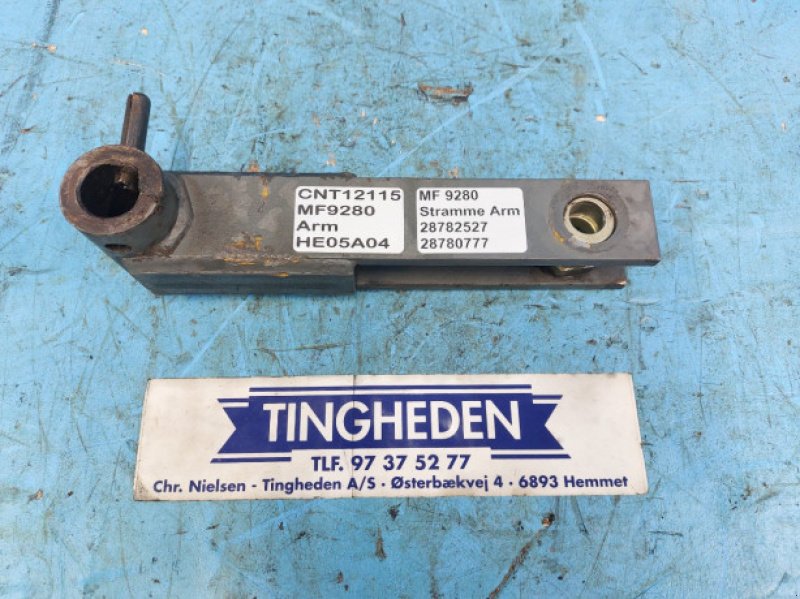 CNT12115
MF9280
Arm
HE05A04
MF 9280
Stramme Arm
28782527
28780777
TINGHEDEN
TLF. 97 37 52 77
Chr. Nielsen - Tingheden A/S - Østerbækvej 4 - 6893 Hemmet